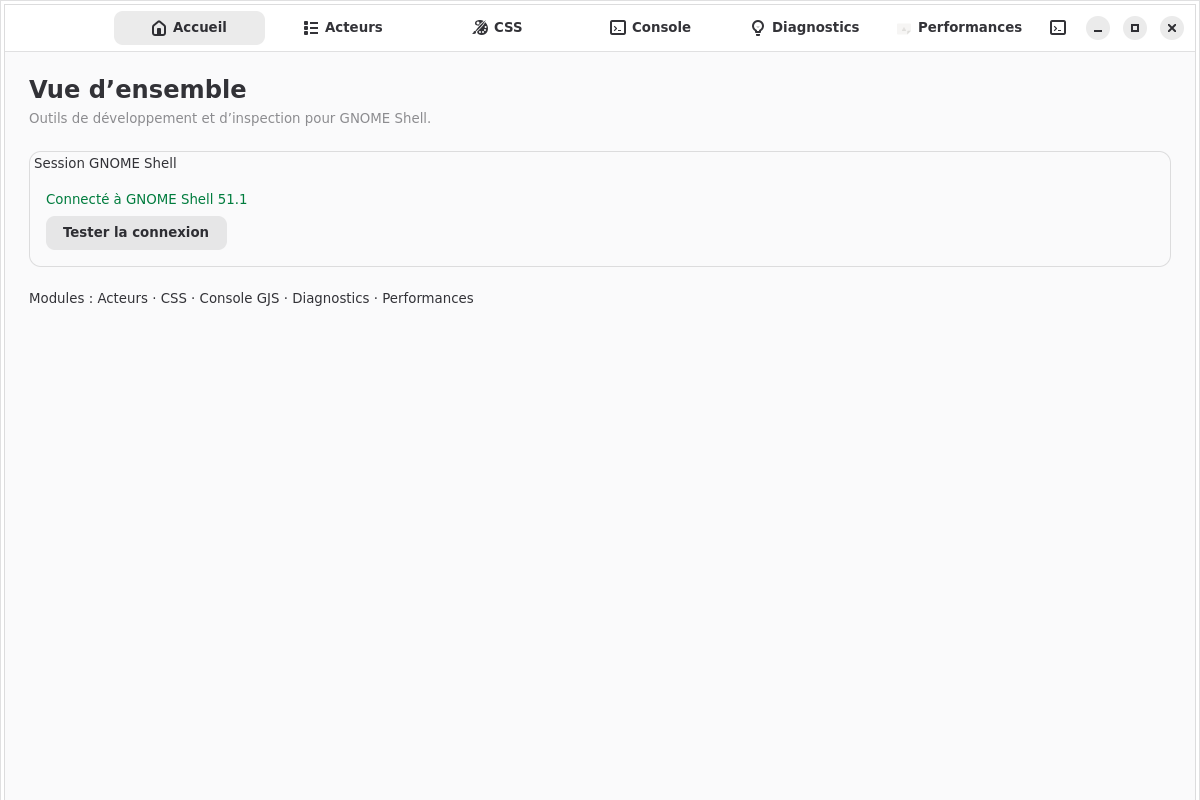 Accueil
Acteurs
CSS
Console
Diagnostics
Performances
Vue d’ensemble
Outils de développement et d’inspection pour GNOME Shell.
Session GNOME Shell
Connecté à GNOME Shell 51.1
Tester la connexion
Modules : Acteurs · CSS · Console GJS · Diagnostics · Performances